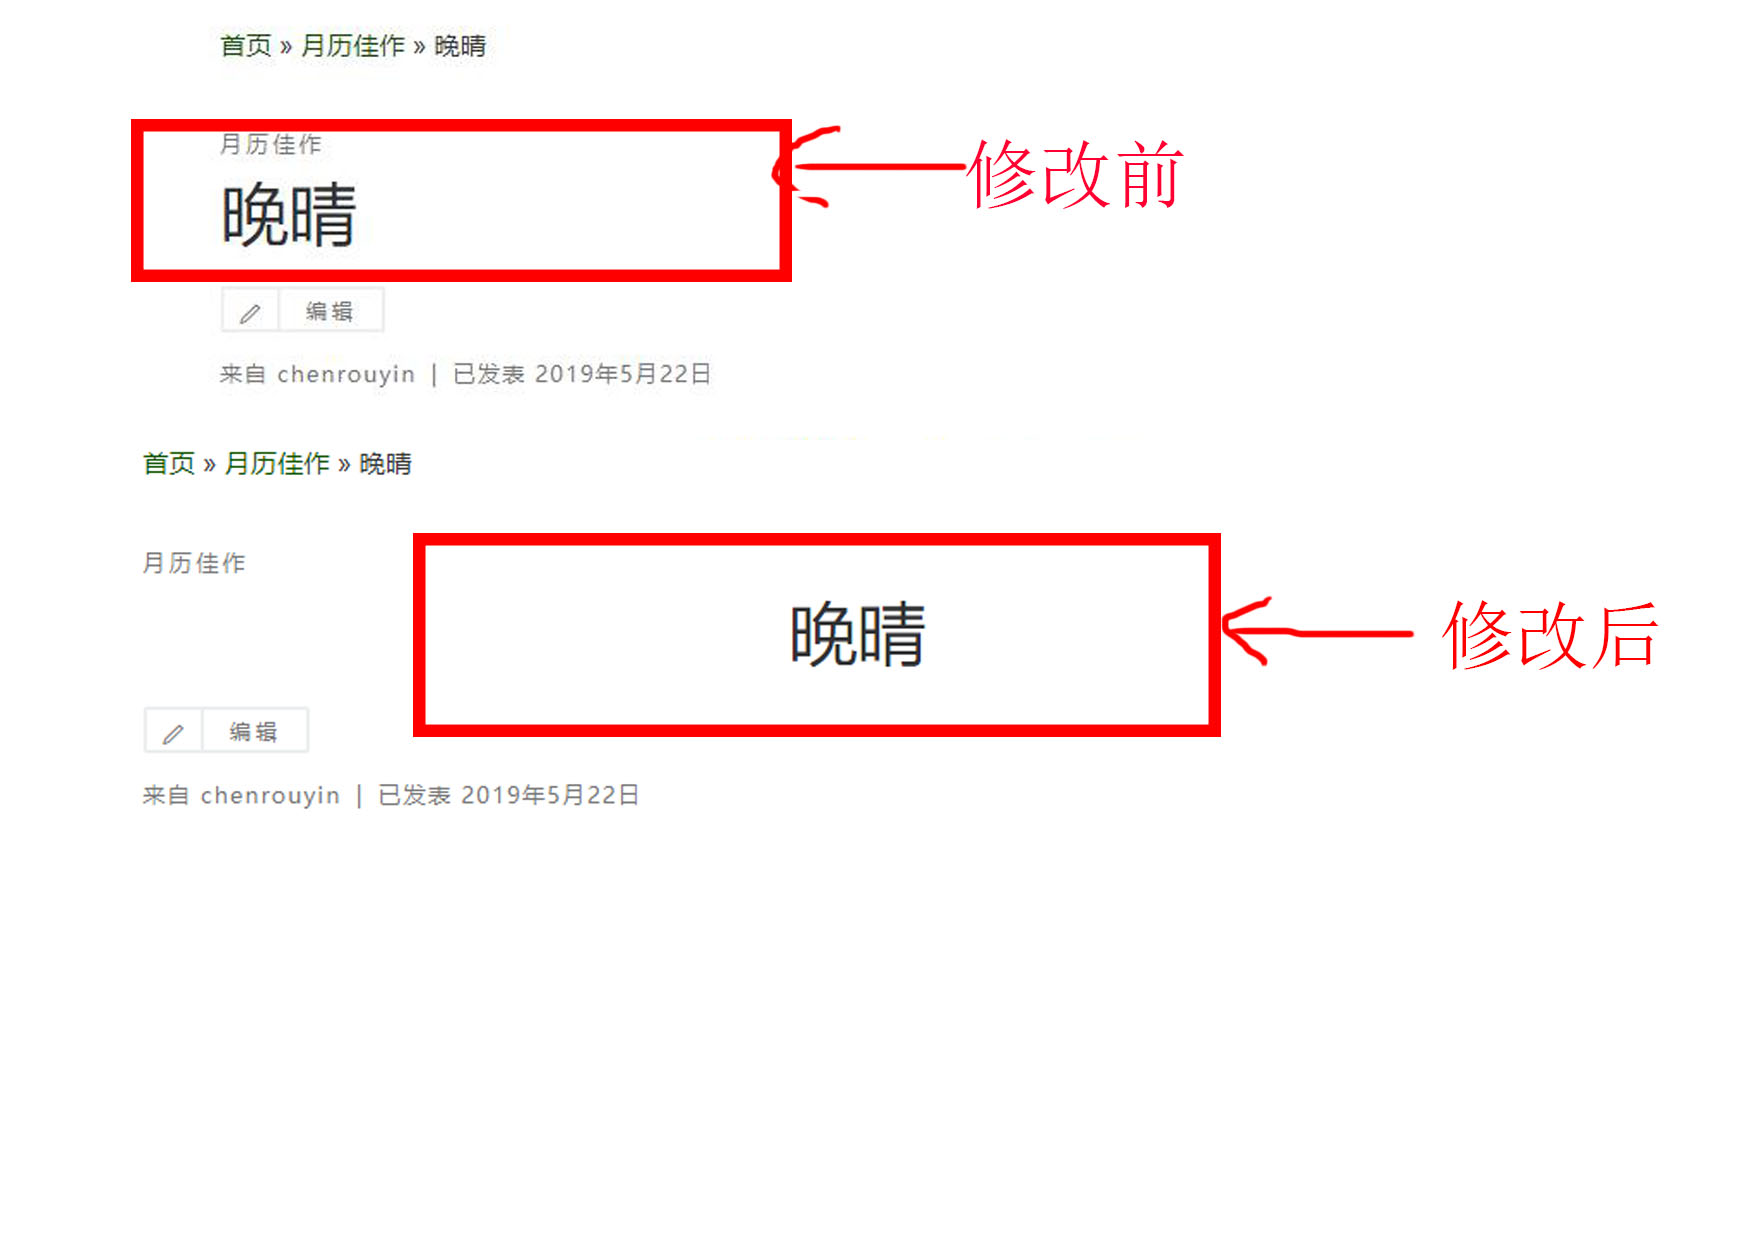 首页 » 月历佳作 » 晚晴
月历佳作
晚晴
修改前
编辑
来自 chenrouyin | 已发表 2019年5月22日
首页 » 月历佳作 » 晚晴
月历佳作
晚晴
修改后
编辑
来自 chenrouyin | 已发表 2019年5月22日